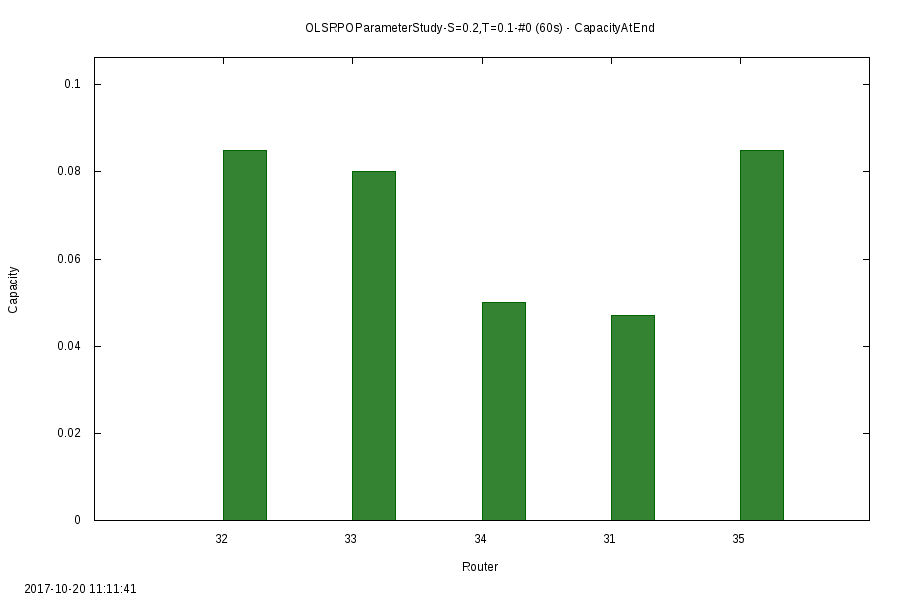 OLSRPOParameterStudy-S=0.2,T=0.1-#0 (60s) - CapacityAtEnd
0.1
0.08
0.06
0.04
0.02
0
Capacity
32 33 34 31 35
Router
2017-10-20 11:11:41